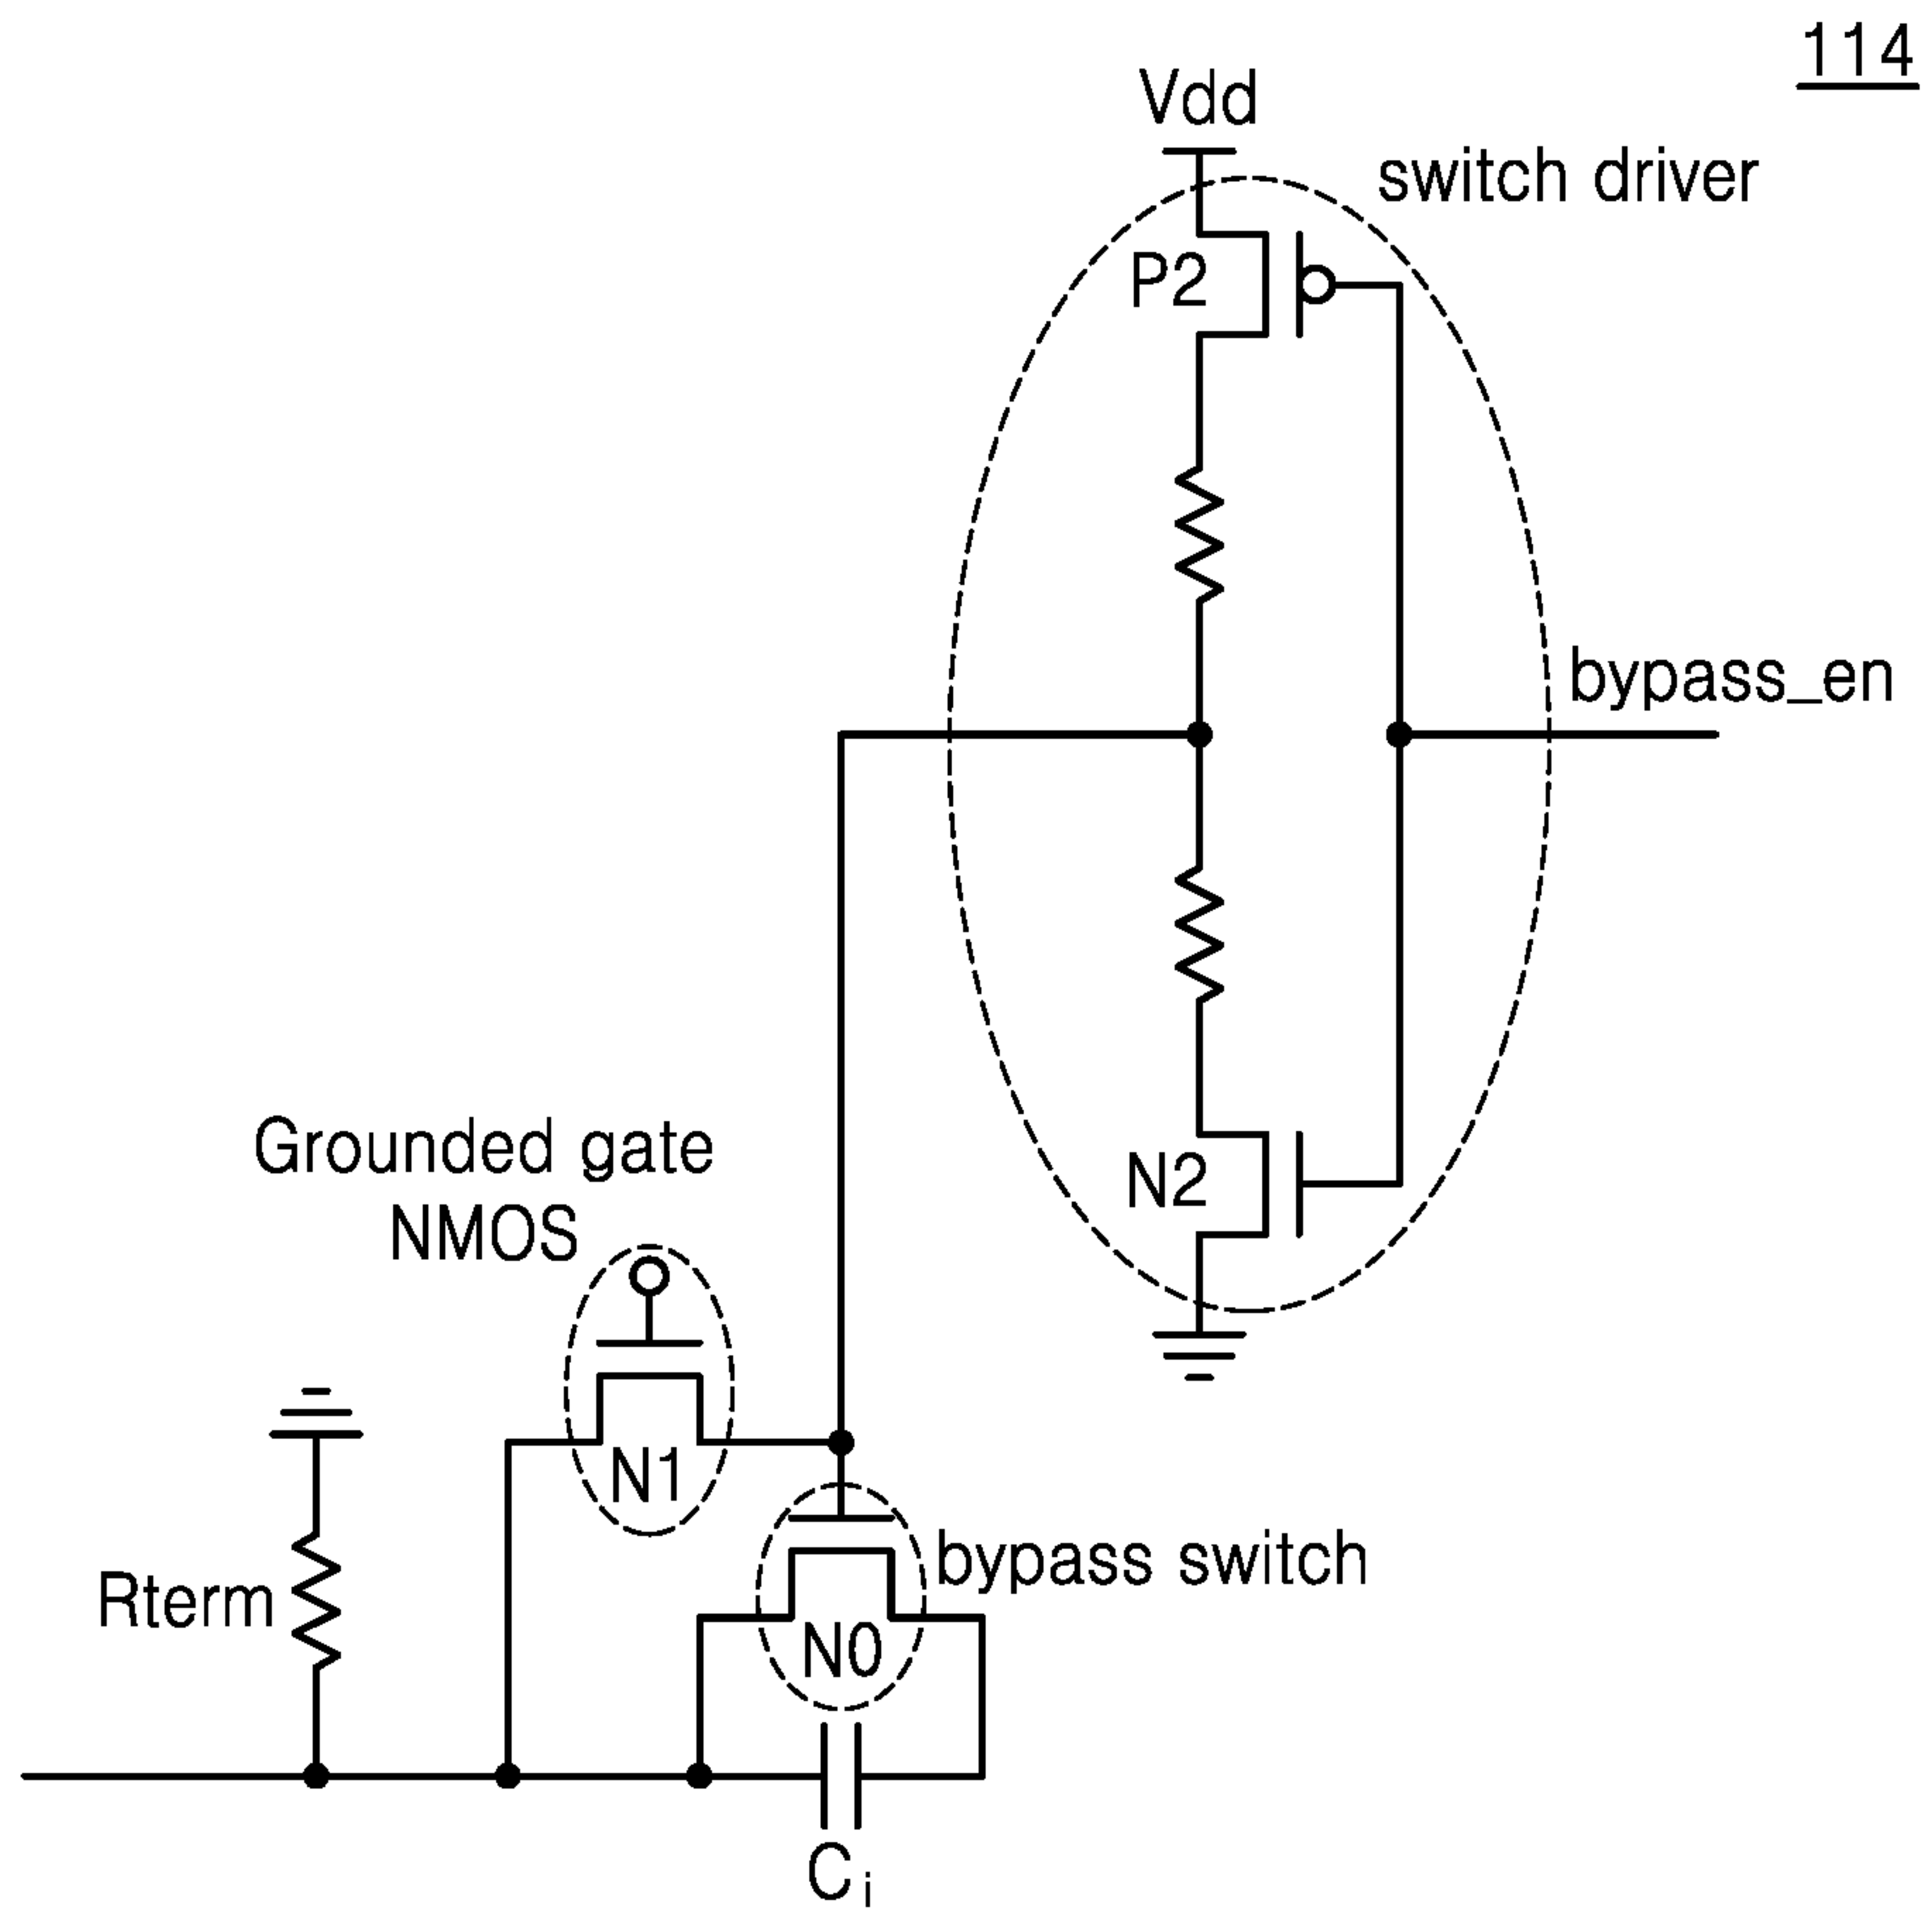 114
Vdd
switch driver
P2
bypass_en
Grounded gate
NMOS
N2
N1
bypass switch
Rterm
N0
Ci